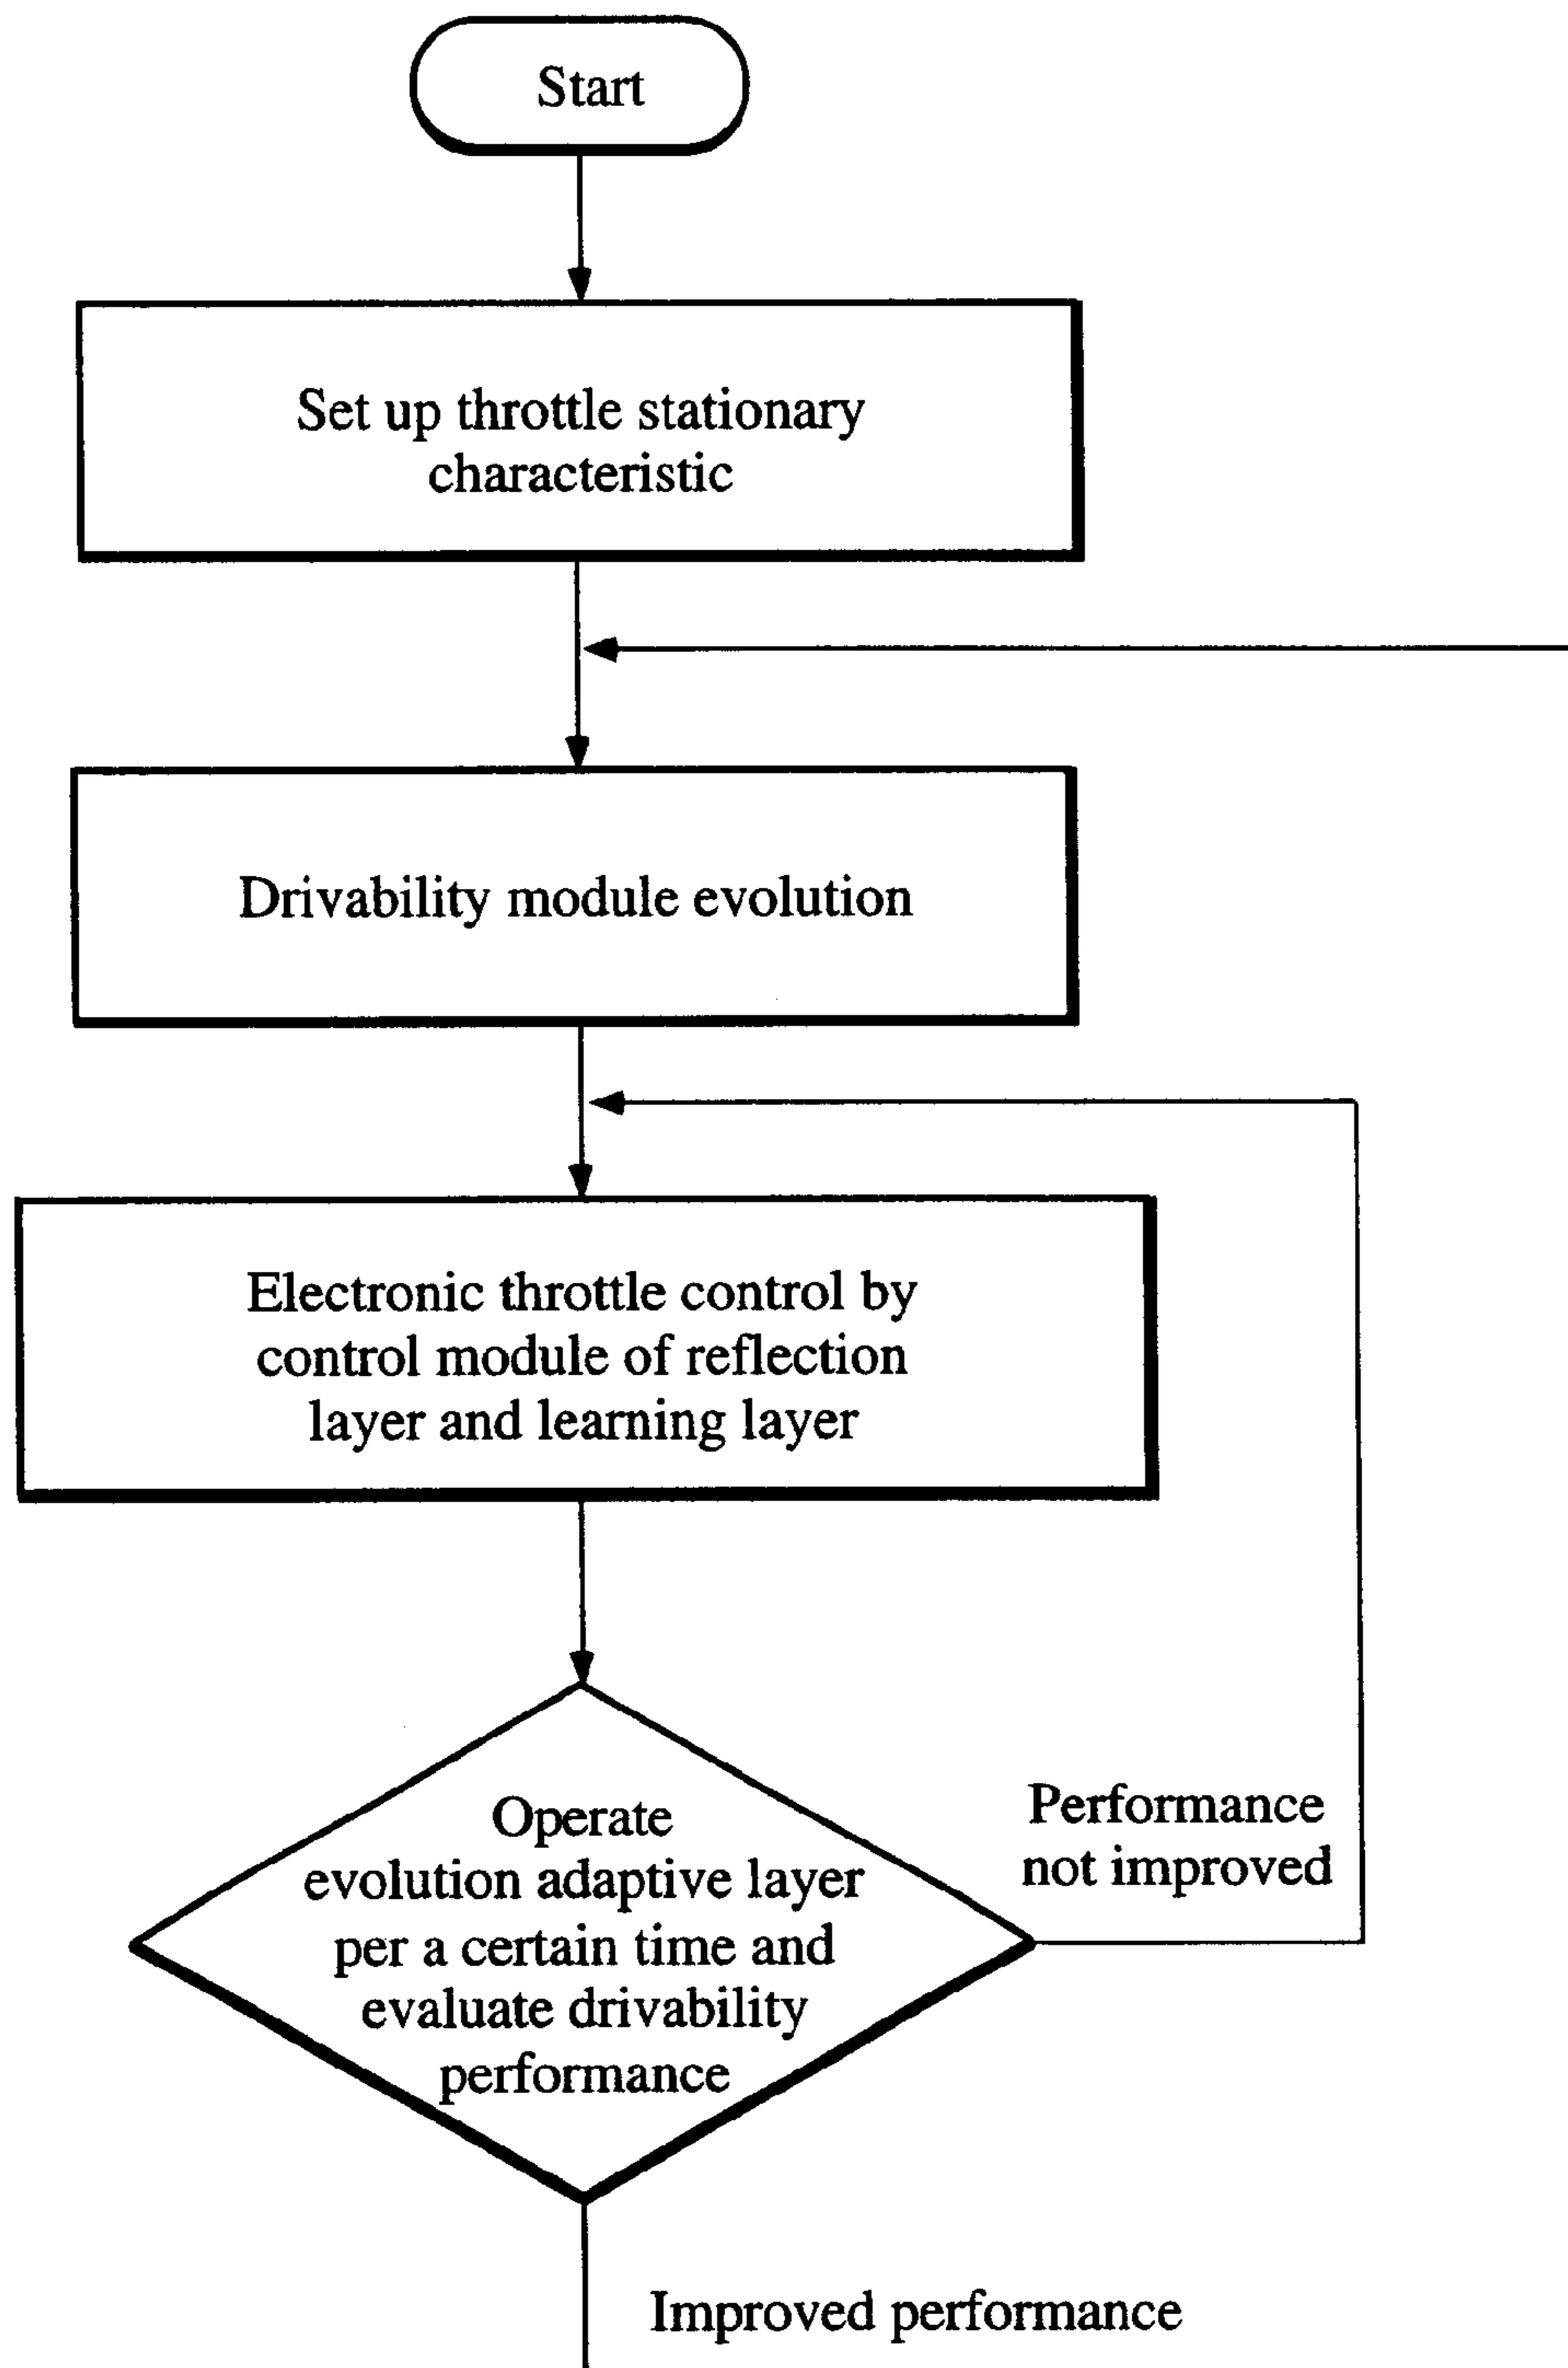 Start
Set up throttle stationary
characteristic
Drivability module evolution
Electronic throttle control by
control module of reflection
layer and learning layer
Operate
evolution adaptive layer
per a certain time and
evaluate drivability
performance
Performance
not improved
Improved performance